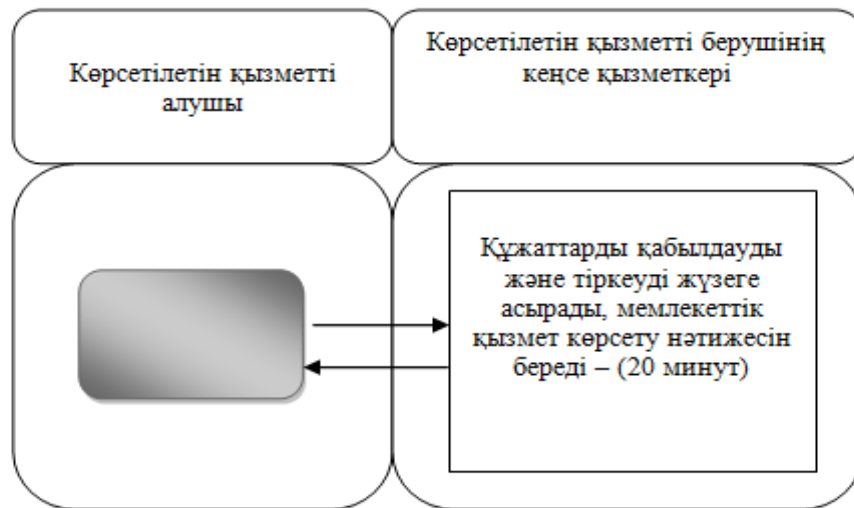 Көрсетілетін қызметті
алушы
Көрсетілетін қызметті берушінің
кеңсе қызметкері
Құжаттарды қабылдауды
және тіркеуді жүзеге
асырады, мемлекеттік
қызмет көрсету нәтижесін
береді – (20 минут)